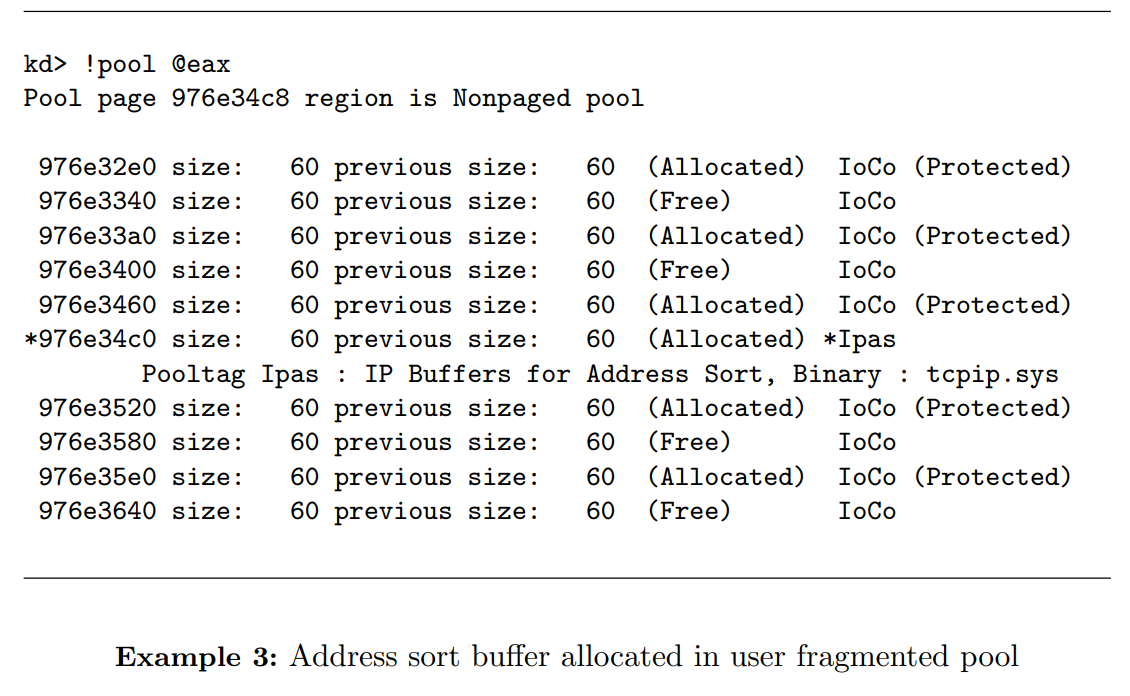 kd> !pool @eax
Pool page 976e34c8 region is Nonpaged pool
976e32e0 size: 60 previous size: 60 (Allocated) IoCo (Protected)
976e3340 size: 60 previous size: 60 (Free) IoCo
976e33a0 size: 60 previous size: 60 (Allocated) IoCo (Protected)
976e3400 size: 60 previous size: 60 (Free) IoCo
976e3460 size: 60 previous size: 60 (Allocated) IoCo (Protected)
*976e34c0 size: 60 previous size: 60 (Allocated) *Ipas
Pooltag Ipas : IP Buffers for Address Sort, Binary : tcpip.sys
976e3520 size: 60 previous size: 60 (Allocated) IoCo (Protected)
976e3580 size: 60 previous size: 60 (Free) IoCo
976e35e0 size: 60 previous size: 60 (Allocated) IoCo (Protected)
976e3640 size: 60 previous size: 60 (Free) IoCo
Example 3: Address sort buffer allocated in user fragmented pool